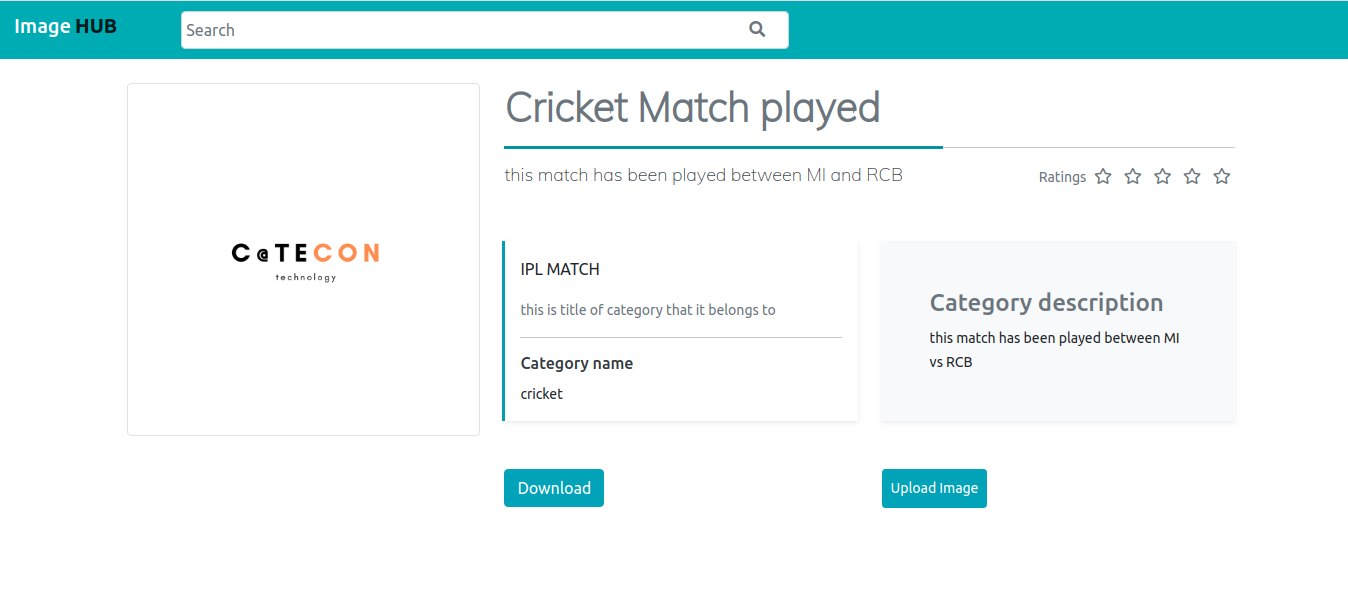 Image HUB
Search
C@TECON
technology
Cricket Match played
this match has been played between MI and RCB
Ratings
IPL MATCH
this is title of category that it belongs to
Category name
cricket
Category description
this match has been played between MI
vs RCB
Download
Upload Image